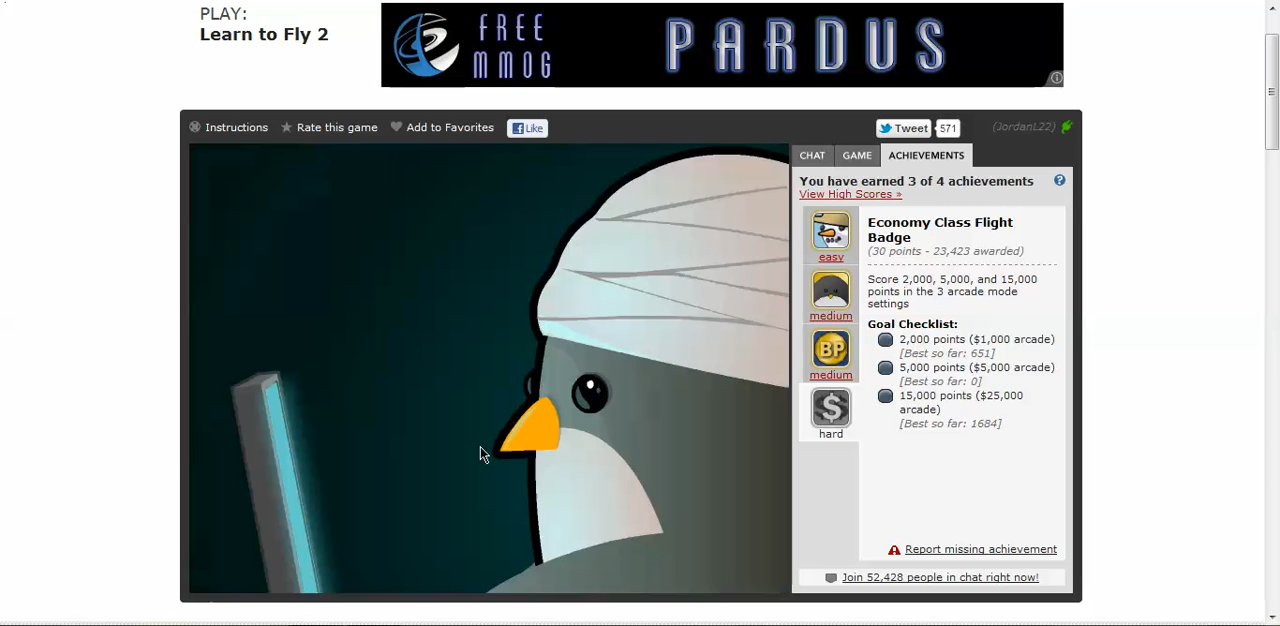 PLAY:
Learn to Fly 2
FREE
MMOG
PARDUS
Instructions
Rate this game
Add to Favorites
Like
Tweet
571
(JordanL22)
CHAT
GAME
ACHIEVEMENTS
You have earned 3 of 4 achievements
View High Scores »
easy
medium
BP
medium
$
hard
Economy Class Flight
Badge
(30 points - 23,423 awarded)
Score 2,000, 5,000, and 15,000
points in the 3 arcade mode
settings
Goal Checklist:
2,000 points ($1,000 arcade)
[Best so far: 651]
5,000 points ($5,000 arcade)
[Best so far: 0]
15,000 points ($25,000
arcade)
[Best so far: 1684]
Report missing achievement
Join 52,428 people in chat right now!